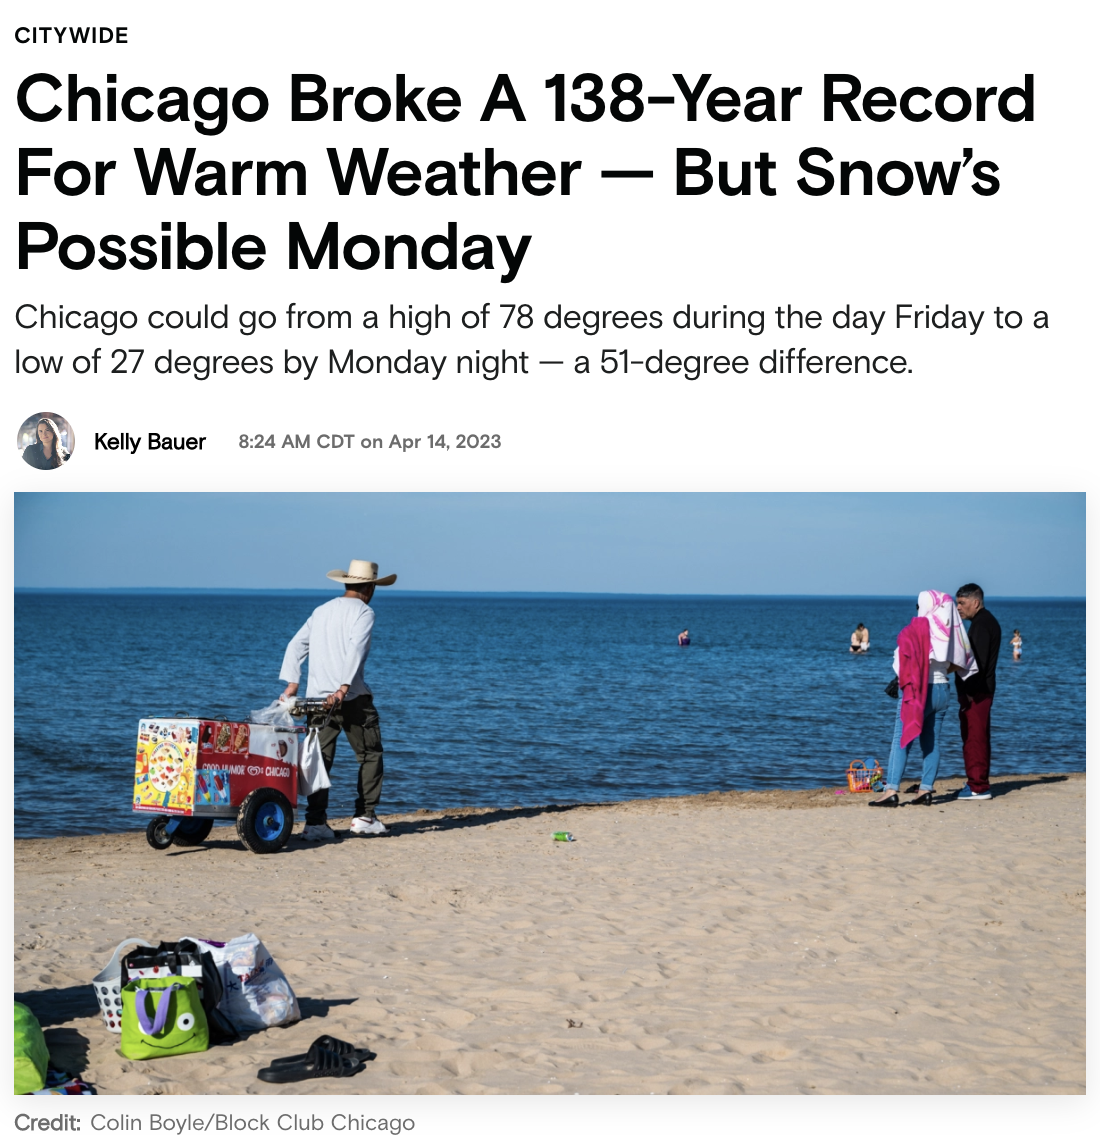 CITYWIDE
Chicago Broke A 138-Year Record
For Warm Weather — But Snow’s
Possible Monday
Chicago could go from a high of 78 degrees during the day Friday to a
low of 27 degrees by Monday night — a 51-degree difference.
Kelly Bauer 8:24 AM CDT on Apr 14, 2023
GOOD HUMOR CHICAGO
Credit: Colin Boyle/Block Club Chicago